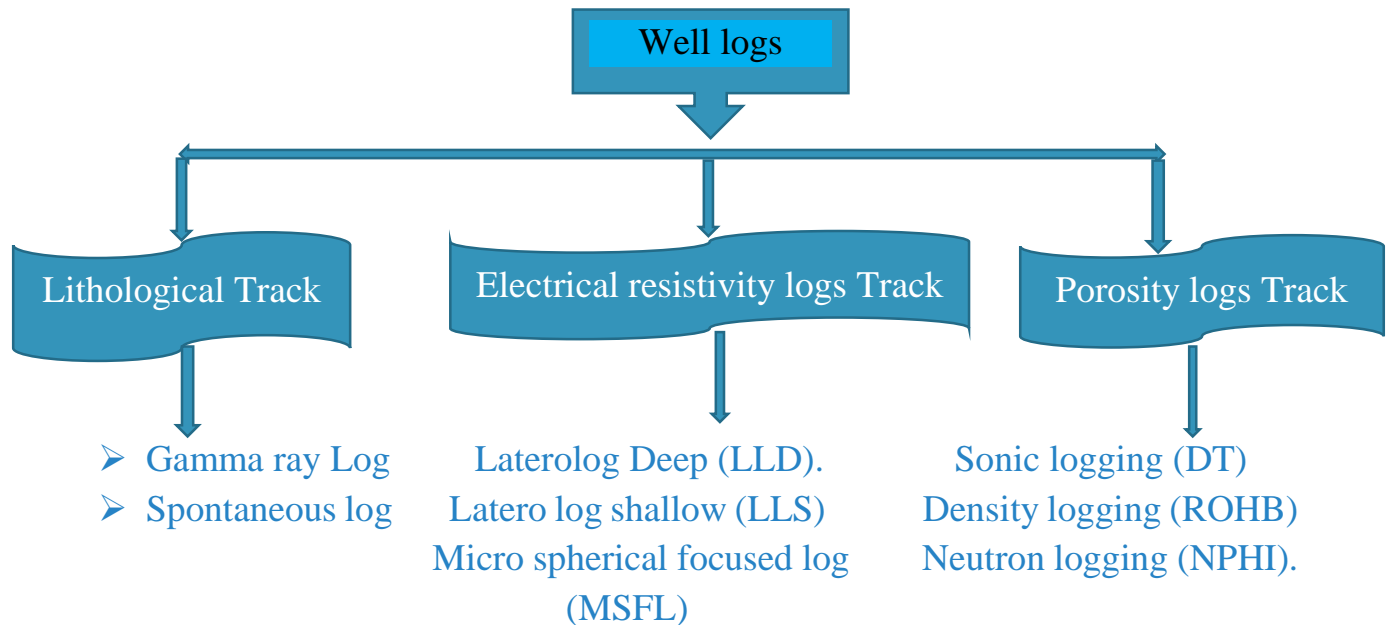 Well logs
Lithological Track
Electrical resistivity logs Track
Porosity logs Track
➢ Gamma ray Log
➢ Spontaneous log
Laterolog Deep (LLD).
Latero log shallow (LLS)
Micro spherical focused log
(MSFL)
Sonic logging (DT)
Density logging (ROHB)
Neutron logging (NPHI).